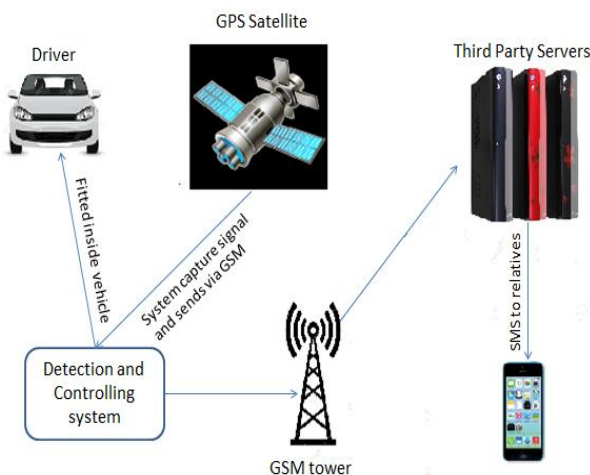 GPS Satellite
Driver
Third Party Servers
Fitted inside
vehicle
System capture signal
and sends via GSM
SMS to relatives
Detection and
Controlling
system
GSM tower